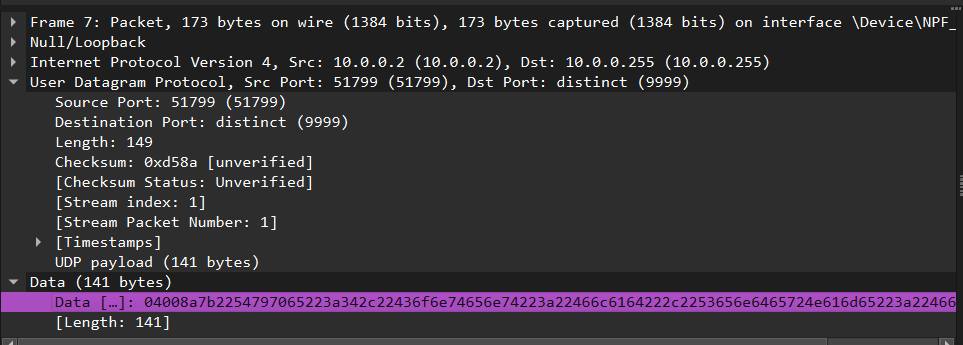 Frame 7: Packet, 173 bytes on wire (1384 bits), 173 bytes captured (1384 bits) on interface \Device\NPF_
Null/Loopback
Internet Protocol Version 4, Src: 10.0.0.2 (10.0.0.2), Dst: 10.0.0.255 (10.0.0.255)
User Datagram Protocol, Src Port: 51799 (51799), Dst Port: distinct (9999)
Source Port: 51799 (51799)
Destination Port: distinct (9999)
Length: 149
Checksum: 0xd58a [unverified]
[Checksum Status: Unverified]
[Stream index: 1]
[Stream Packet Number: 1]
[Timestamps]
UDP payload (141 bytes)
Data (141 bytes)
Data […]: 04008a7b2254797065223a342c22436f6e74656e74223a22466c6164222c2253656e6465724e616d65223a22466
[Length: 141]